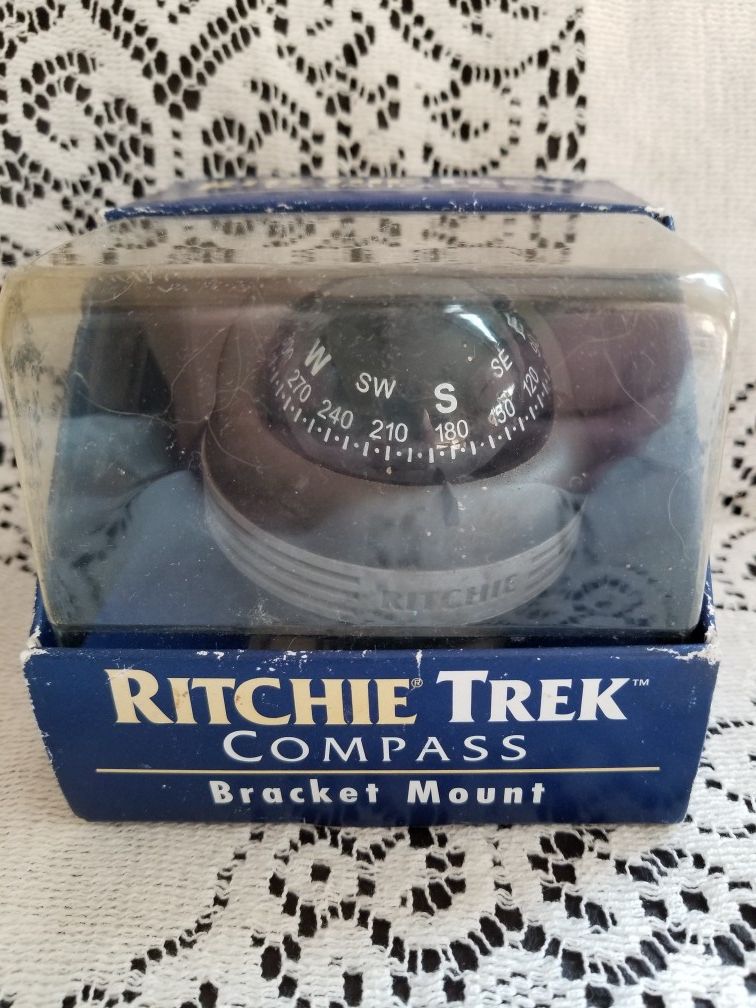 W SW S SE
270 240 210 180 150 120
RITCHIE
RITCHIE® TREK™
COMPASS
Bracket Mount